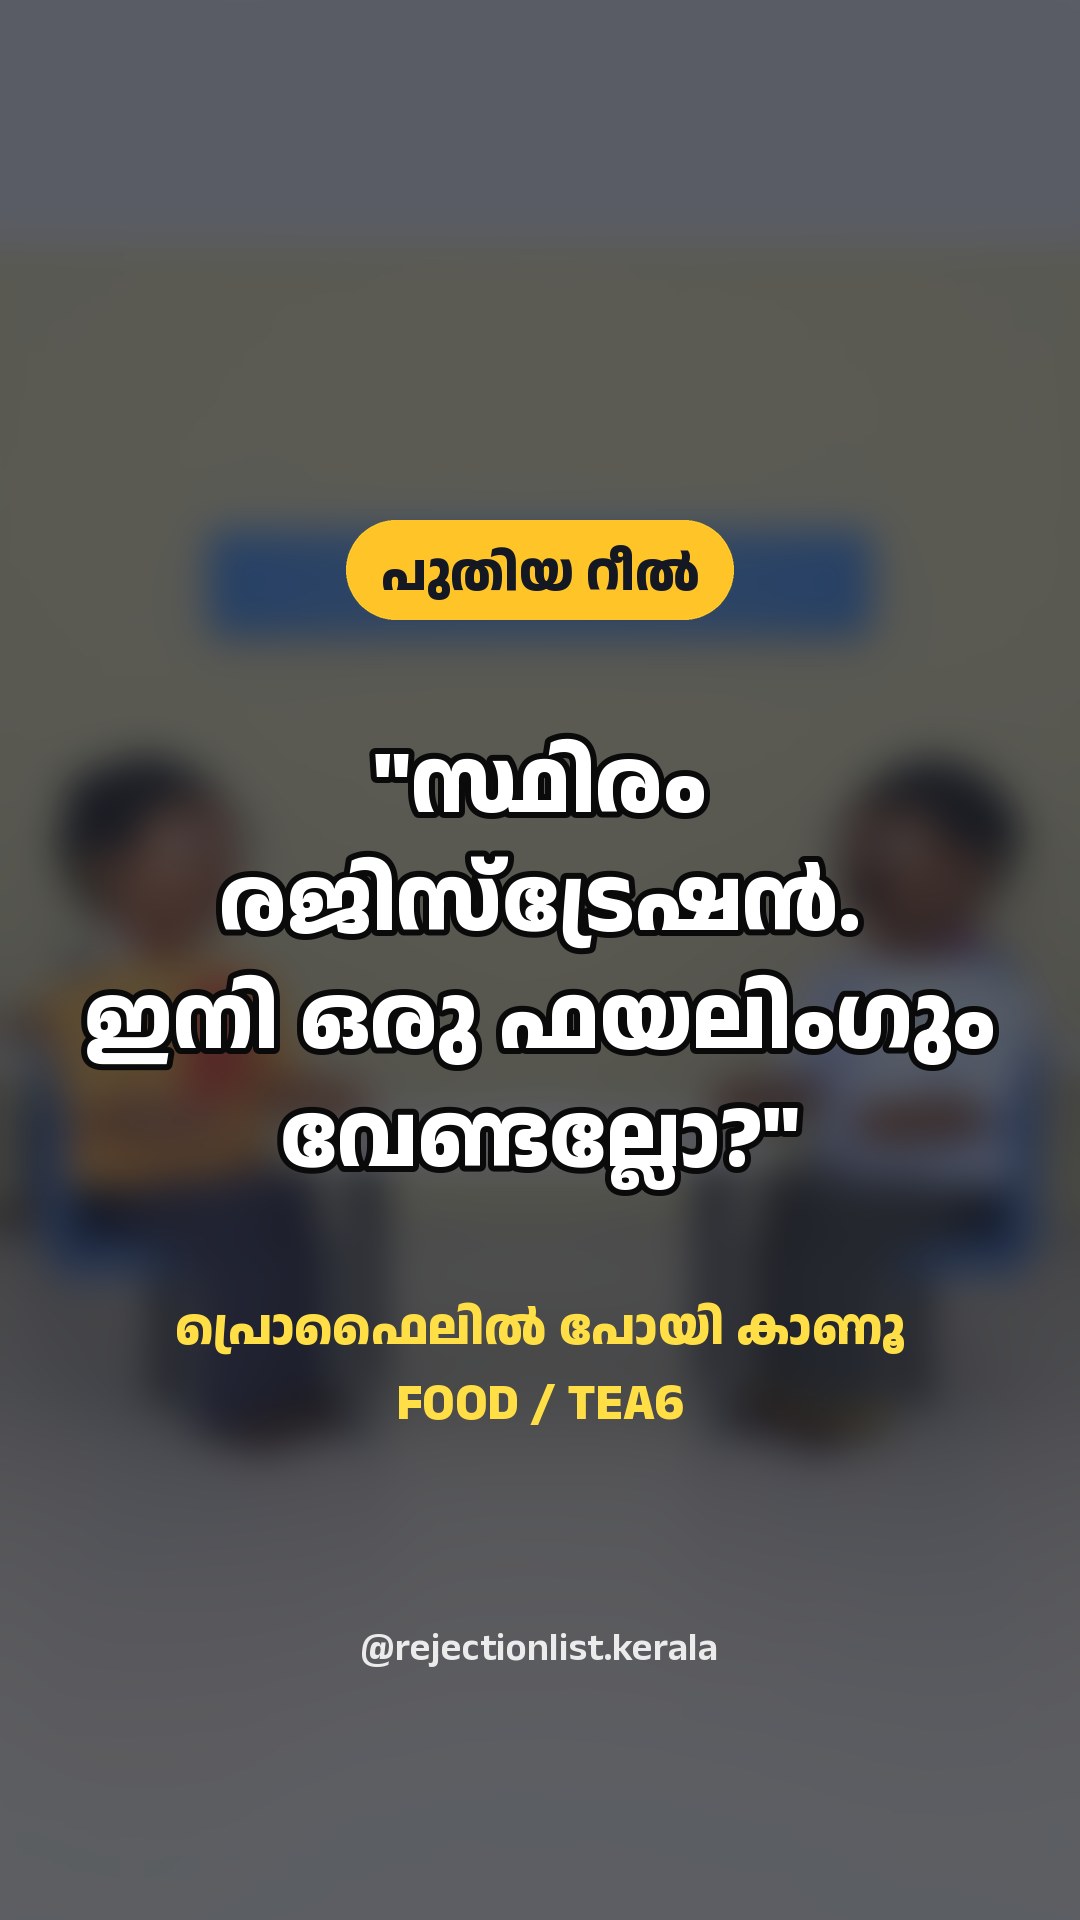 പുതിയ റീൽ
"സ്ഥിരം
രജിസ്ട്രേഷൻ.
ഇനി ഒരു ഫയലിംഗും
വേണ്ടല്ലോ?"
പ്രൊഫൈലിൽ പോയി കാണൂ
FOOD / TEA6
@rejectionlist.kerala